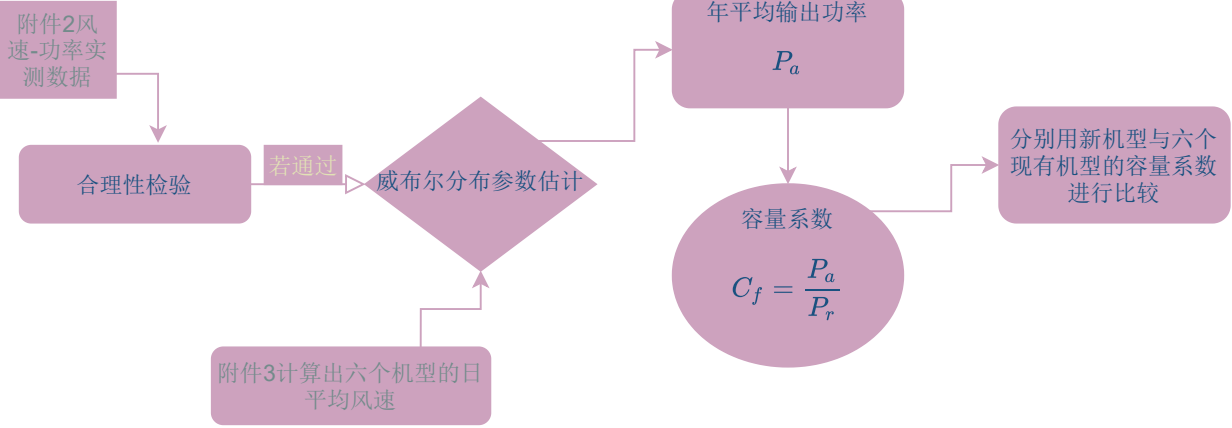 附件2风
速-功率实
测数据
合理性检验
若通过
威布尔分布参数估计
附件3计算出六个机型的日
平均风速
年平均输出功率
P_a
容量系数
C_f = P_a / P_r
分别用新机型与六个
现有机型的容量系数
进行比较